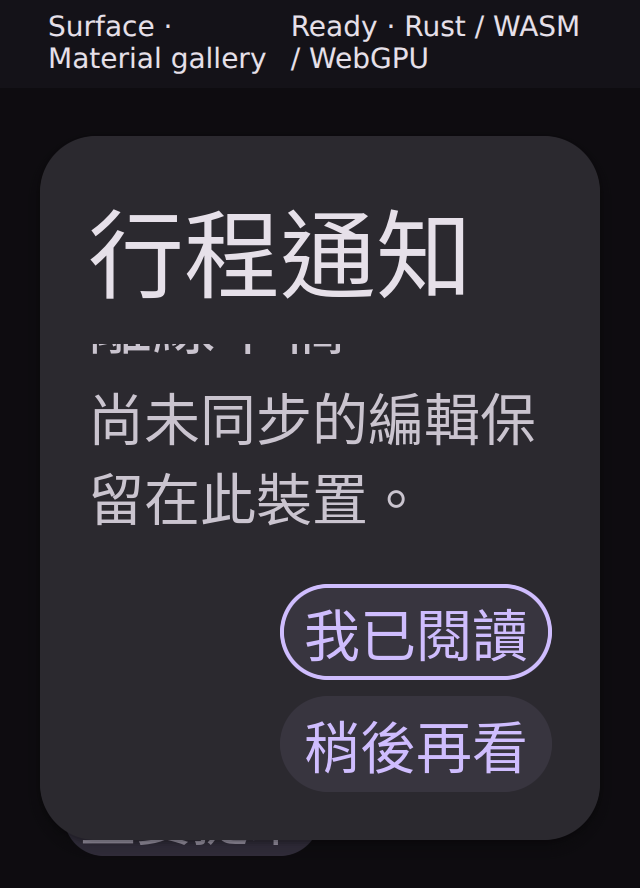 Surface ·
Material gallery
Ready · Rust / WASM
/ WebGPU
行程通知
尚未同步的編輯保
留在此裝置。
我已閱讀
稍後再看